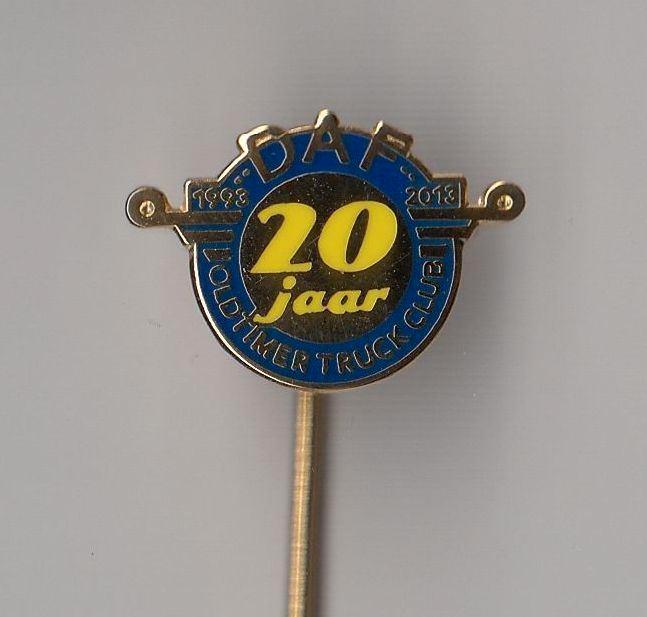 DAF
1993 2013
20
jaar
OLDTIMER TRUCK CLUB